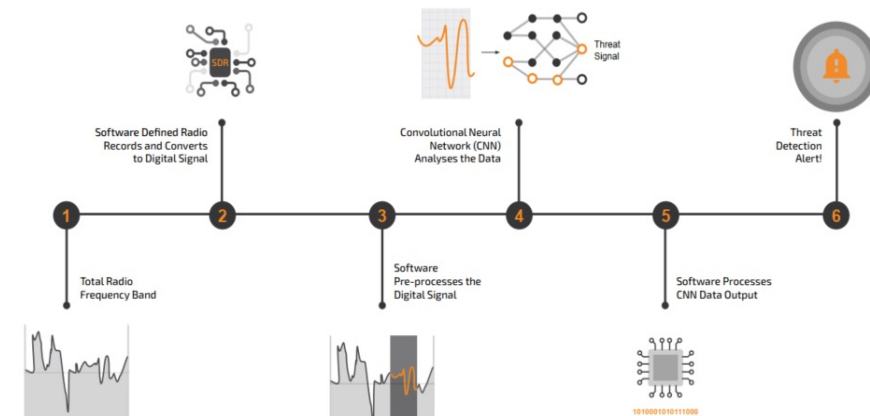 SDR
Threat
Signal
Software Defined Radio
Records and Converts
to Digital Signal
Convolutional Neural
Network (CNN)
Analyses the Data
Threat
Detection
Alert!
1
2
3
4
5
6
Total Radio
Frequency Band
Software
Pre-processes the
Digital Signal
Software Processes
CNN Data Output
1010001010111000